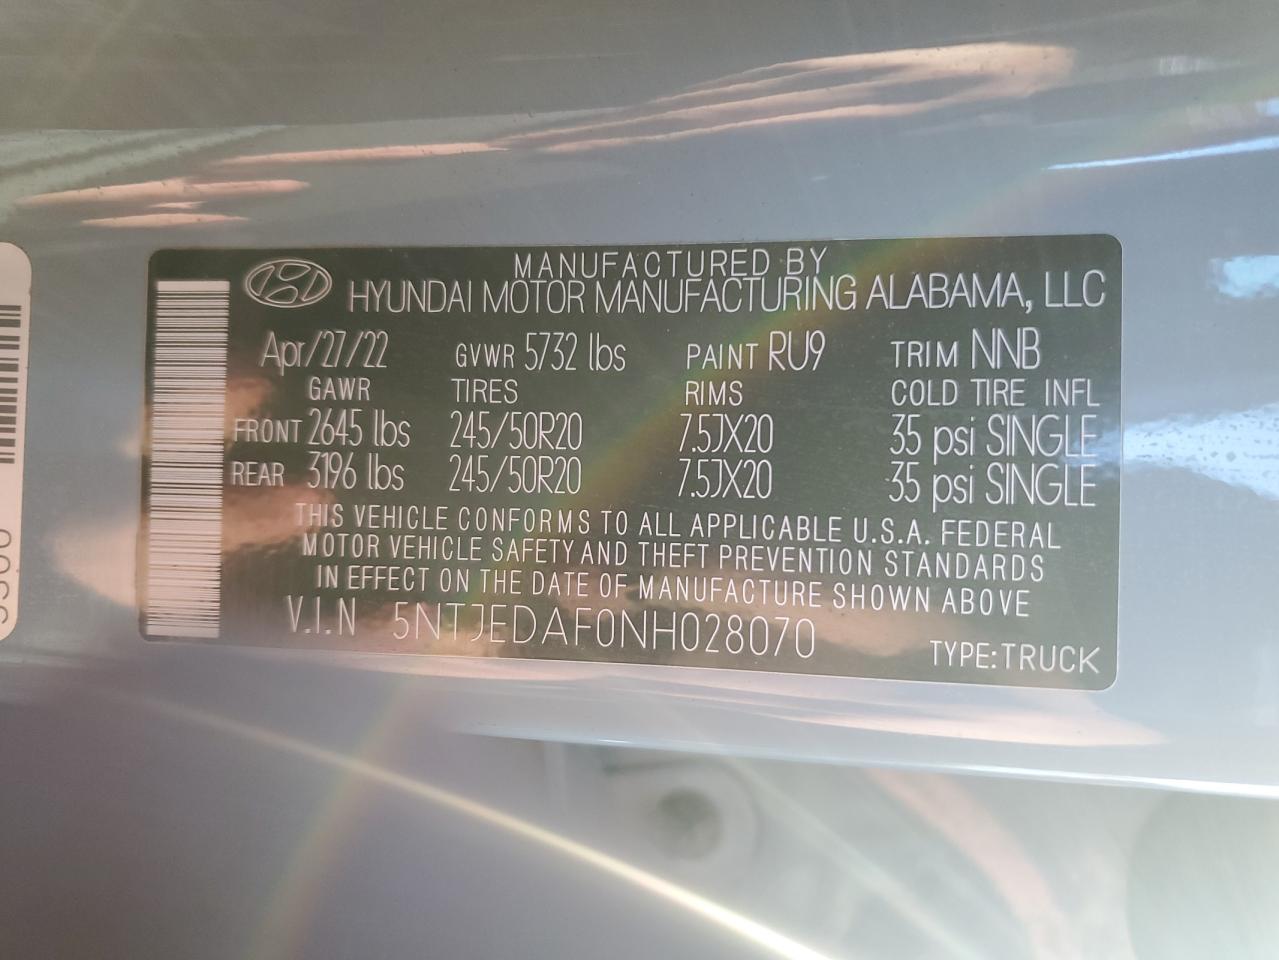 MANUFACTURED BY
HYUNDAI MOTOR MANUFACTURING ALABAMA, LLC
Apr/27/22 GVWR 5732 lbs PAINT RU9 TRIM NNB
GAWR TIRES RIMS COLD TIRE INFL
FRONT 2645 lbs 245/50R20 7.5JX20 35 psi SINGLE
REAR 3196 lbs 245/50R20 7.5JX20 35 psi SINGLE
THIS VEHICLE CONFORMS TO ALL APPLICABLE U.S.A. FEDERAL
MOTOR VEHICLE SAFETY AND THEFT PREVENTION STANDARDS
IN EFFECT ON THE DATE OF MANUFACTURE SHOWN ABOVE
V.I.N 5NTJEDAF0NH028070
TYPE:TRUCK